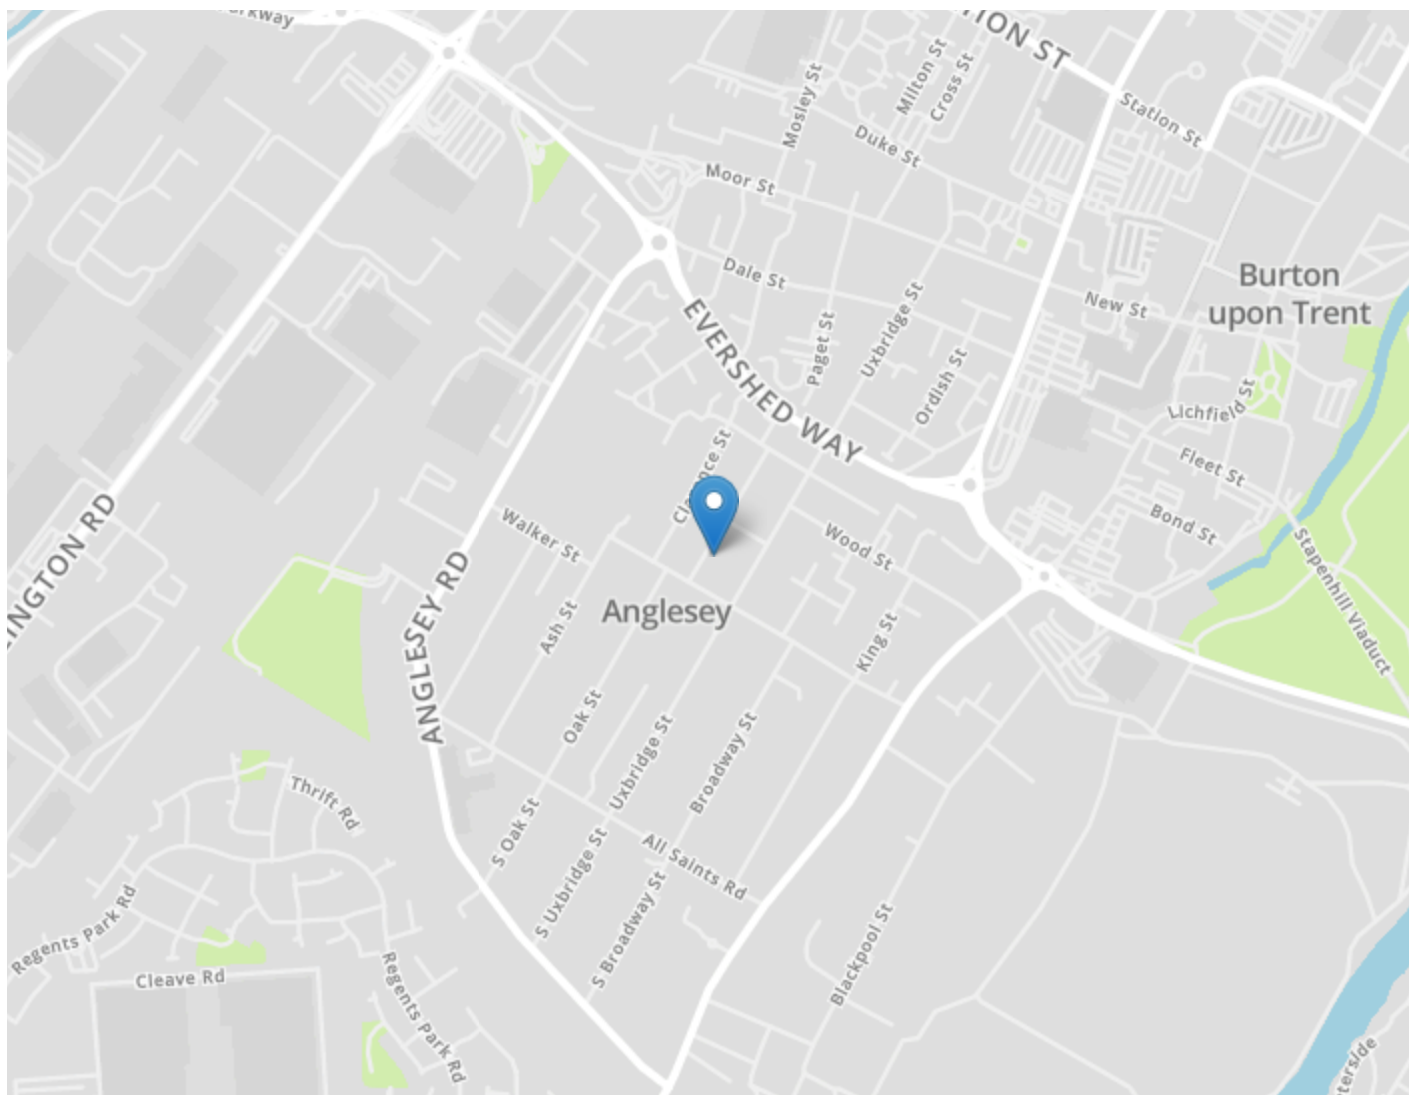 Mosley St
Milton St
Cross St
Station St
Duke St
Moor St
Dale St
Burton
upon Trent
New St
EVERSHED WAY
Paget St
Uxbridge St
Ordish St
Lichfield St
Fleet St
Bond St
Stapenhill Viaduct
Walker St
Wood St
ANGLESEY RD
Anglesey
Ash St
King St
Oak St
Uxbridge St
Broadway St
Thrift Rd
S Oak St
S Uxbridge St
All Saints Rd
S Broadway St
Blackpool St
Regents Park Rd
Cleave Rd
Regents Park Rd